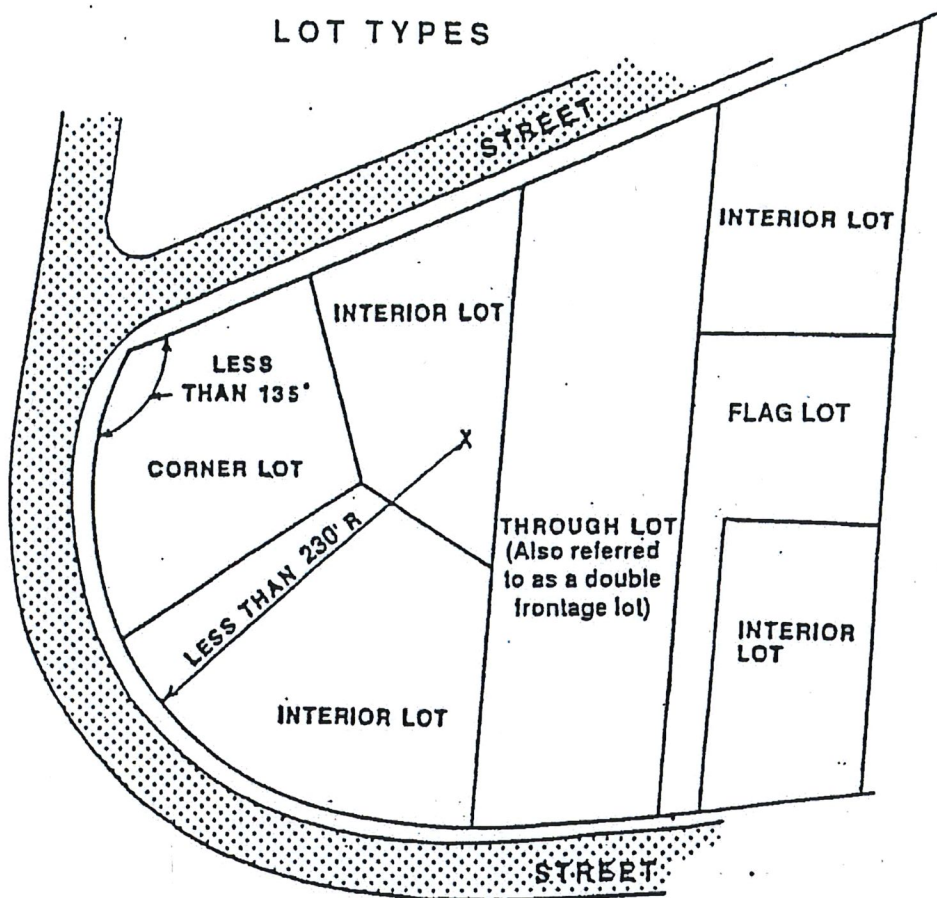 LOT TYPES
STREET
INTERIOR LOT
INTERIOR LOT
LESS
THAN 135°
FLAG LOT
X
CORNER LOT
LESS THAN 230' R
THROUGH LOT
(Also referred
to as a double
frontage lot)
INTERIOR
LOT
INTERIOR LOT
STREET